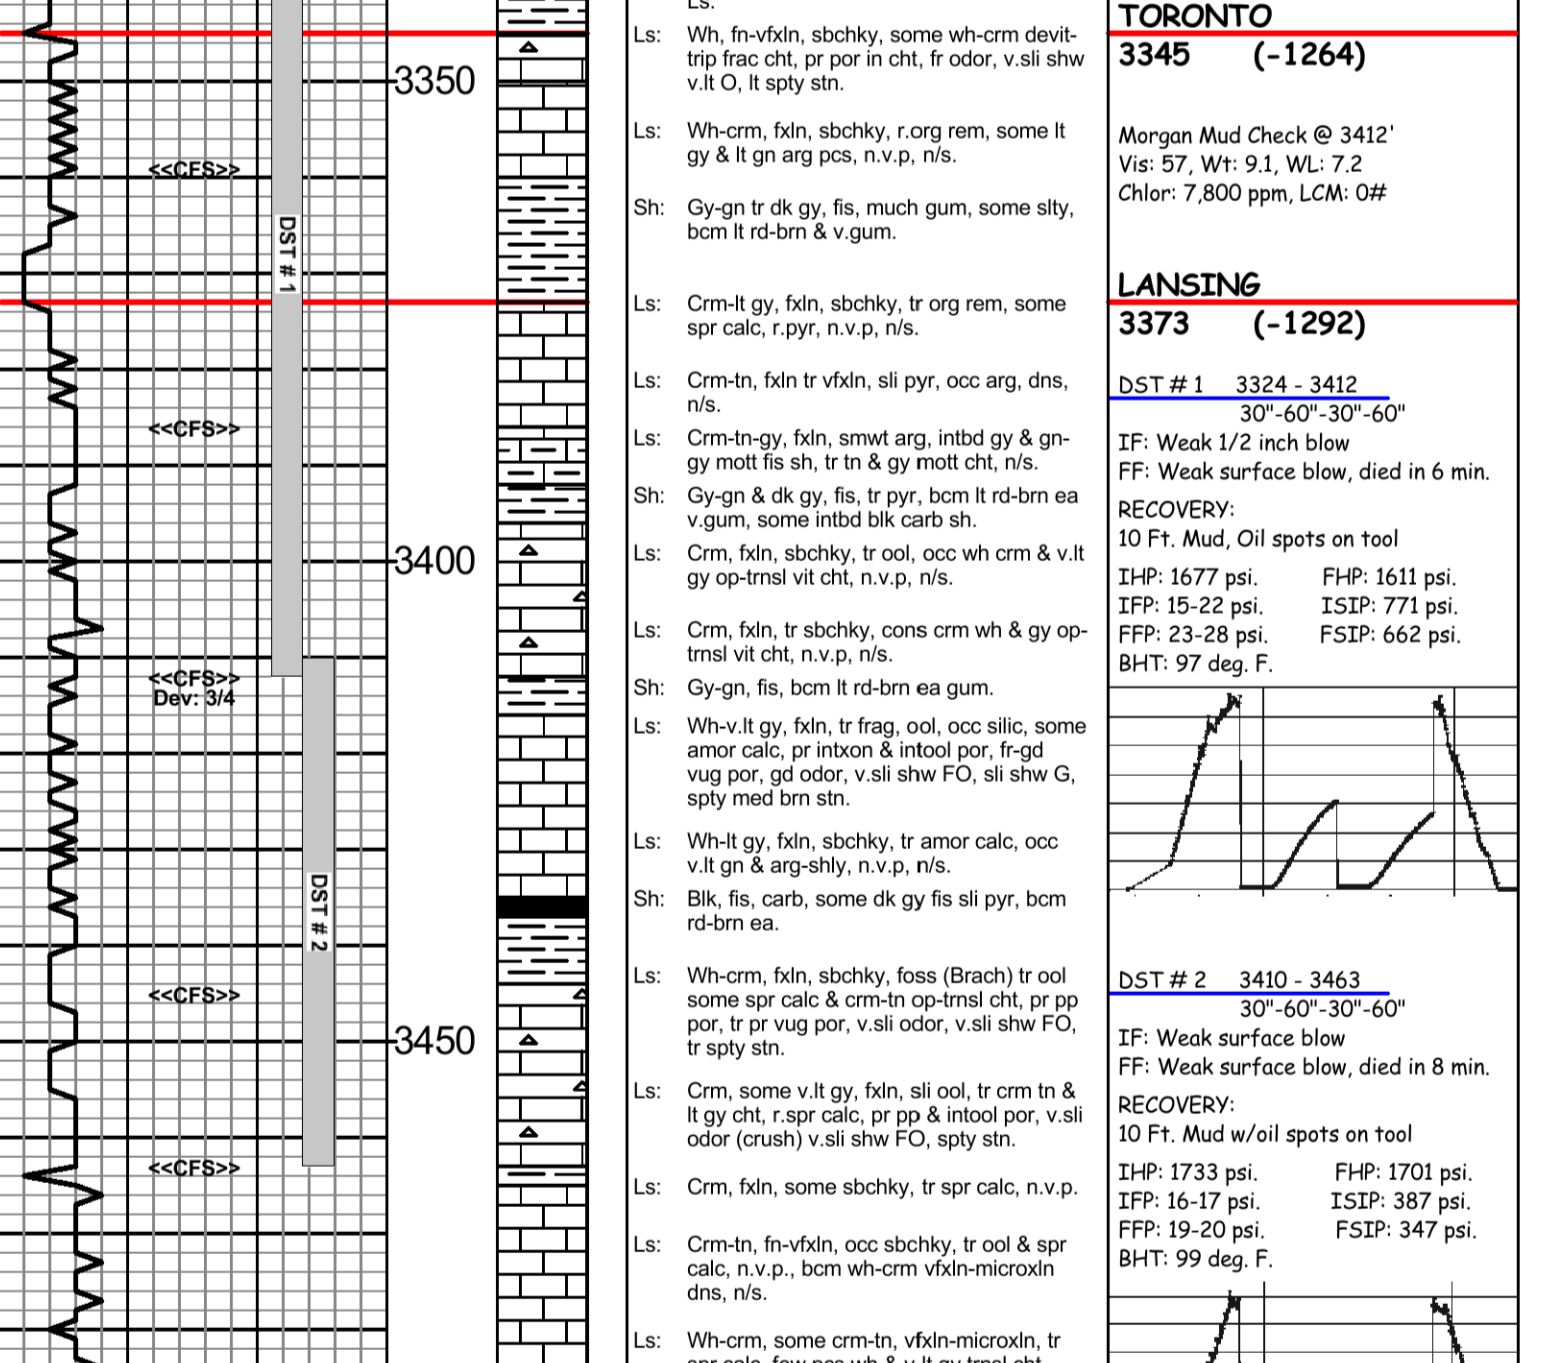 <<CFS>>
<<CFS>>
<<CFS>>
Dev: 3/4
<<CFS>>
<<CFS>>
DST # 1
DST # 2
3350
3400
3450
Ls.
Ls: Wh, fn-vfxln, sbchky, some wh-crm devit-
trip frac cht, pr por in cht, fr odor, v.sli shw
v.lt O, lt spty stn.
Ls: Wh-crm, fxln, sbchky, r.org rem, some lt
gy & lt gn arg pcs, n.v.p, n/s.
Sh: Gy-gn tr dk gy, fis, much gum, some slty,
bcm lt rd-brn & v.gum.
Ls: Crm-lt gy, fxln, sbchky, tr org rem, some
spr calc, r.pyr, n.v.p, n/s.
Ls: Crm-tn, fxln tr vfxln, sli pyr, occ arg, dns,
n/s.
Ls: Crm-tn-gy, fxln, smwt arg, intbd gy & gn-
gy mott fis sh, tr tn & gy mott cht, n/s.
Sh: Gy-gn & dk gy, fis, tr pyr, bcm lt rd-brn ea
v.gum, some intbd blk carb sh.
Ls: Crm, fxln, sbchky, tr ool, occ wh crm & v.lt
gy op-trnsl vit cht, n.v.p, n/s.
Ls: Crm, fxln, tr sbchky, cons crm wh & gy op-
trnsl vit cht, n.v.p, n/s.
Sh: Gy-gn, fis, bcm lt rd-brn ea gum.
Ls: Wh-v.lt gy, fxln, tr frag, ool, occ silic, some
amor calc, pr intxon & intool por, fr-gd
vug por, gd odor, v.sli shw FO, sli shw G,
spty med brn stn.
Ls: Wh-lt gy, fxln, sbchky, tr amor calc, occ
v.lt gn & arg-shly, n.v.p, n/s.
Sh: Blk, fis, carb, some dk gy fis sli pyr, bcm
rd-brn ea.
Ls: Wh-crm, fxln, sbchky, foss (Brach) tr ool
some spr calc & crm-tn op-trnsl cht, pr pp
por, tr pr vug por, v.sli odor, v.sli shw FO,
tr spty stn.
Ls: Crm, some v.lt gy, fxln, sli ool, tr crm tn &
lt gy cht, r.spr calc, pr pp & intool por, v.sli
odor (crush) v.sli shw FO, spty stn.
Ls: Crm, fxln, some sbchky, tr spr calc, n.v.p.
Ls: Crm-tn, fn-vfxln, occ sbchky, tr ool & spr
calc, n.v.p., bcm wh-crm vfxln-microxln
dns, n/s.
Ls: Wh-crm, some crm-tn, vfxln-microxln, tr
spr calc, few pcs wh & v.lt gy trnsl cht
TORONTO
3345 (-1264)
Morgan Mud Check @ 3412'
Vis: 57, Wt: 9.1, WL: 7.2
Chlor: 7,800 ppm, LCM: 0#
LANSING
3373 (-1292)
DST # 1 3324 - 3412
30"-60"-30"-60"
IF: Weak 1/2 inch blow
FF: Weak surface blow, died in 6 min.
RECOVERY:
10 Ft. Mud, Oil spots on tool
IHP: 1677 psi. FHP: 1611 psi.
IFP: 15-22 psi. ISIP: 771 psi.
FFP: 23-28 psi. FSIP: 662 psi.
BHT: 97 deg. F.
DST # 2 3410 - 3463
30"-60"-30"-60"
IF: Weak surface blow
FF: Weak surface blow, died in 8 min.
RECOVERY:
10 Ft. Mud w/oil spots on tool
IHP: 1733 psi. FHP: 1701 psi.
IFP: 16-17 psi. ISIP: 387 psi.
FFP: 19-20 psi. FSIP: 347 psi.
BHT: 99 deg. F.